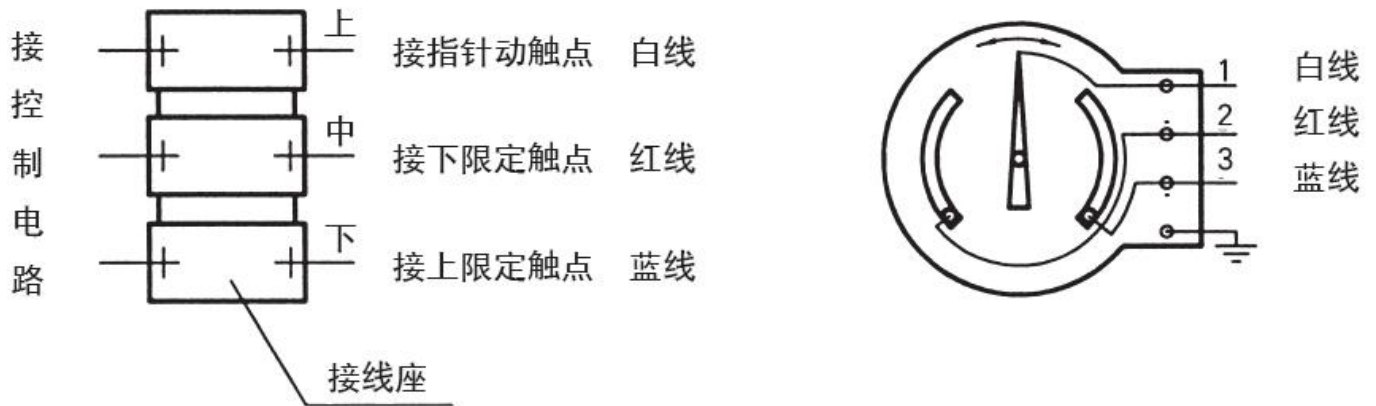 接控制电路
上
接指针动触点 白线
中
接下限定触点 红线
下
接上限定触点 蓝线
接线座
1 白线
2 红线
3 蓝线